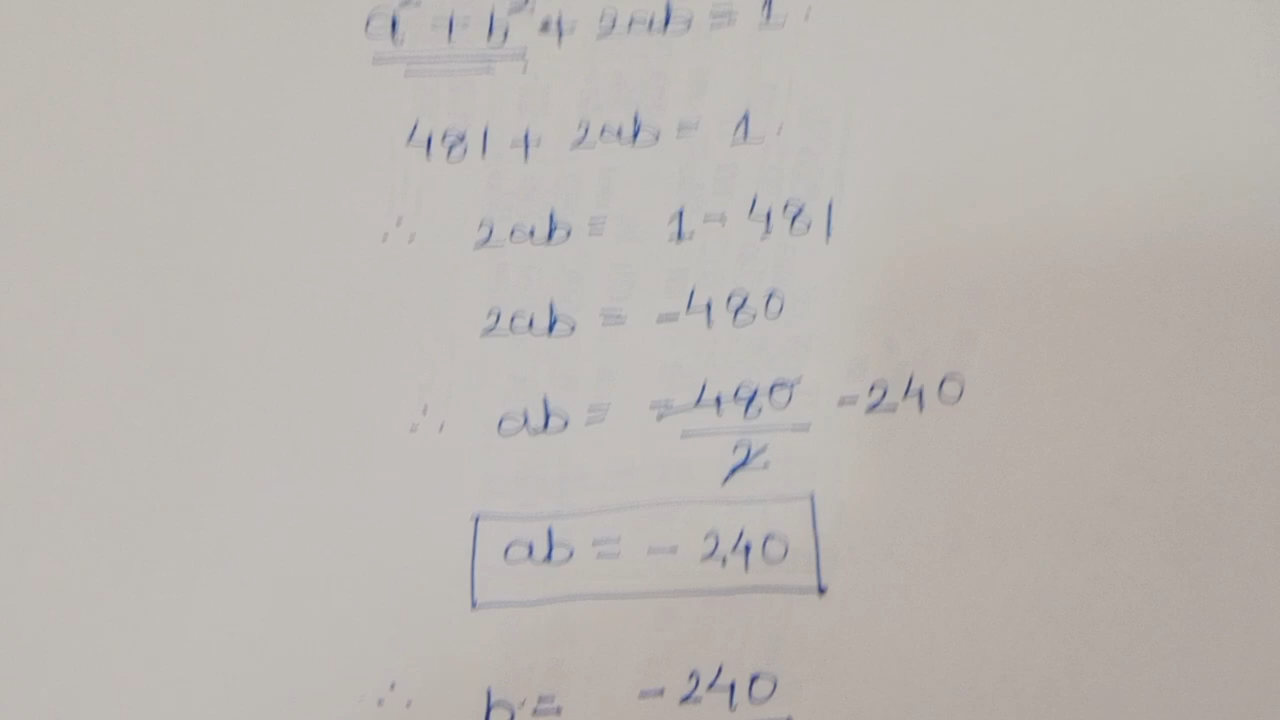 a² + b² + 2ab = 1
481 + 2ab = 1
∴ 2ab = 1 - 481
2ab = -480
∴ ab = -480/2 -240
ab = - 240
∴ b = -240